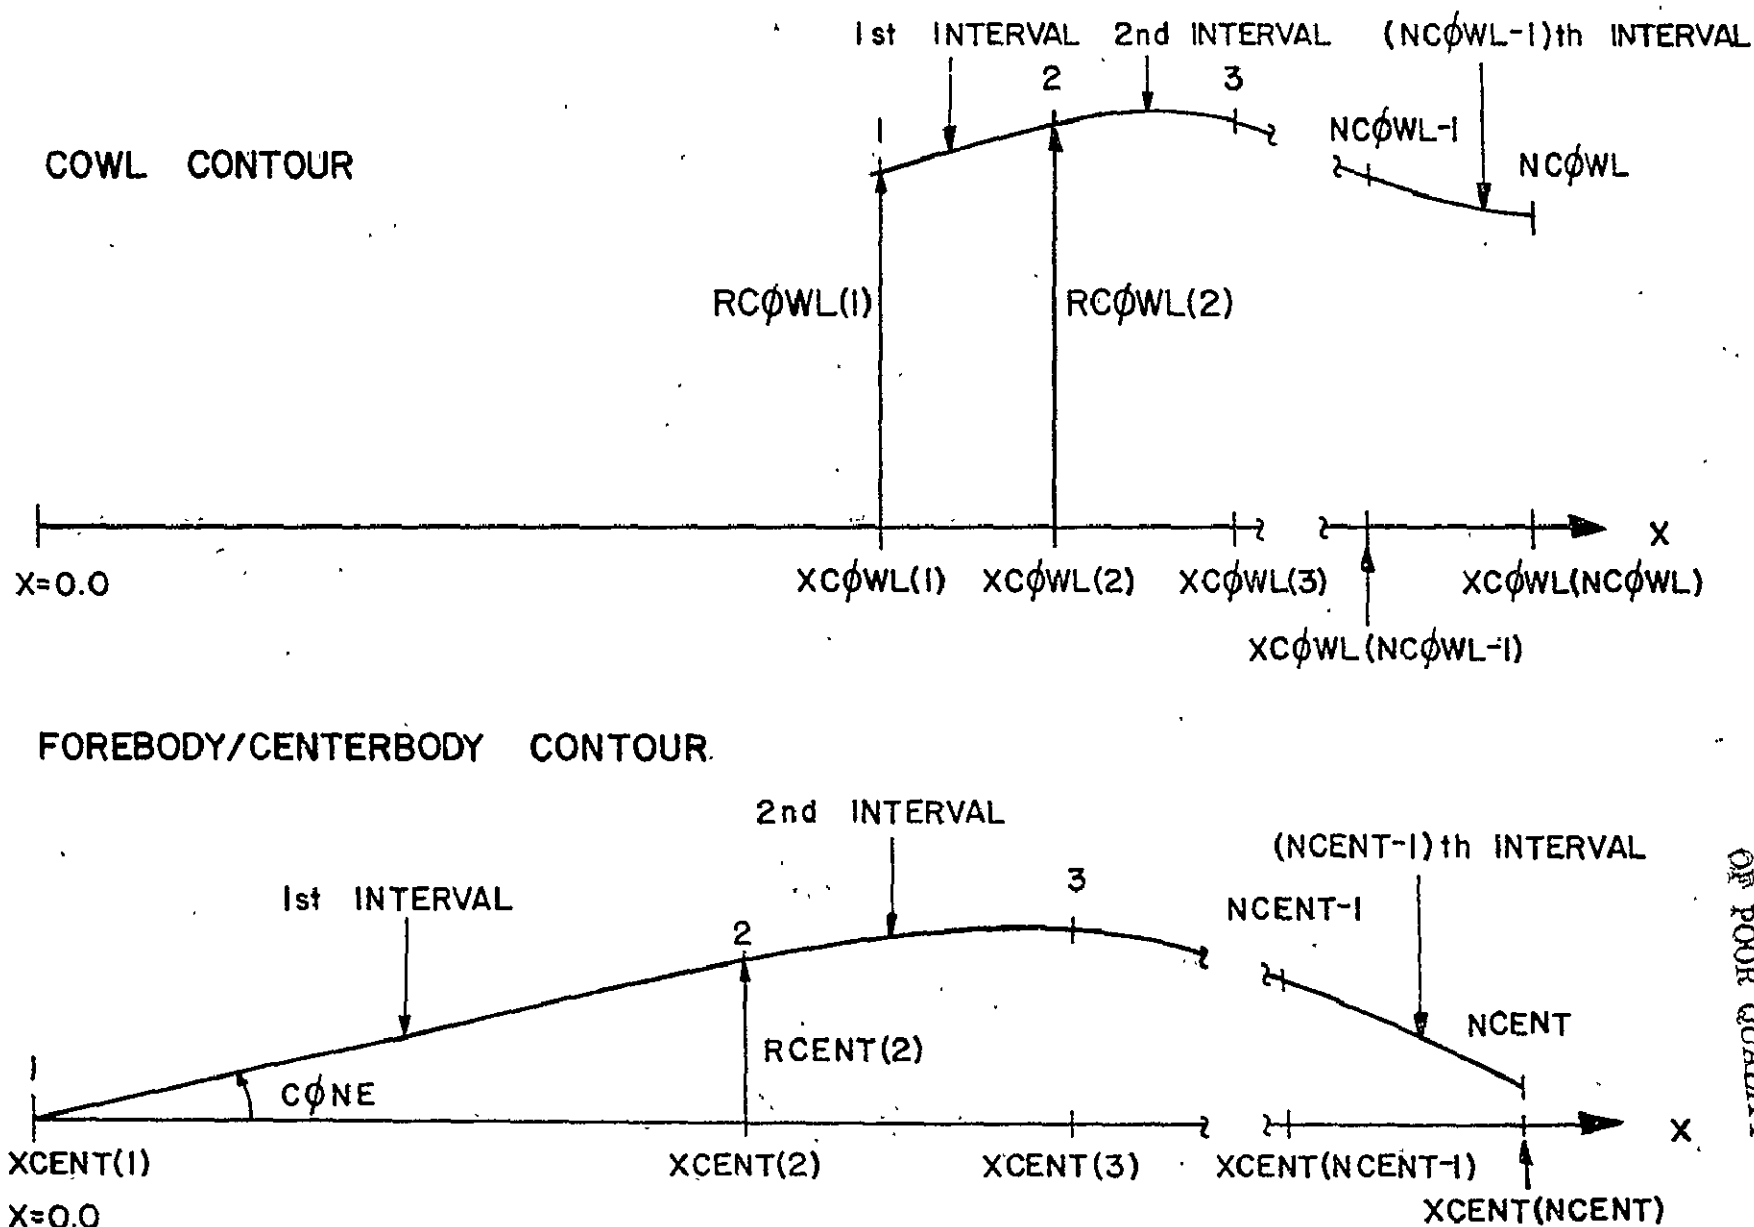 1st INTERVAL 2nd INTERVAL (NCØWL-1)th INTERVAL
1 2 3
NCØWL-1
NCØWL
COWL CONTOUR
RCØWL(1) RCØWL(2)
X
X=0.0 XCØWL(1) XCØWL(2) XCØWL(3) XCØWL(NCØWL)
XCØWL(NCØWL-1)
FOREBODY/CENTERBODY CONTOUR
2nd INTERVAL
(NCENT-1)th INTERVAL
1st INTERVAL
3
NCENT-1
2
NCENT
RCENT(2)
1
CØNE
X
XCENT(1) XCENT(2) XCENT(3) XCENT(NCENT-1)
XCENT(NCENT)
X=0.0
OF POOR